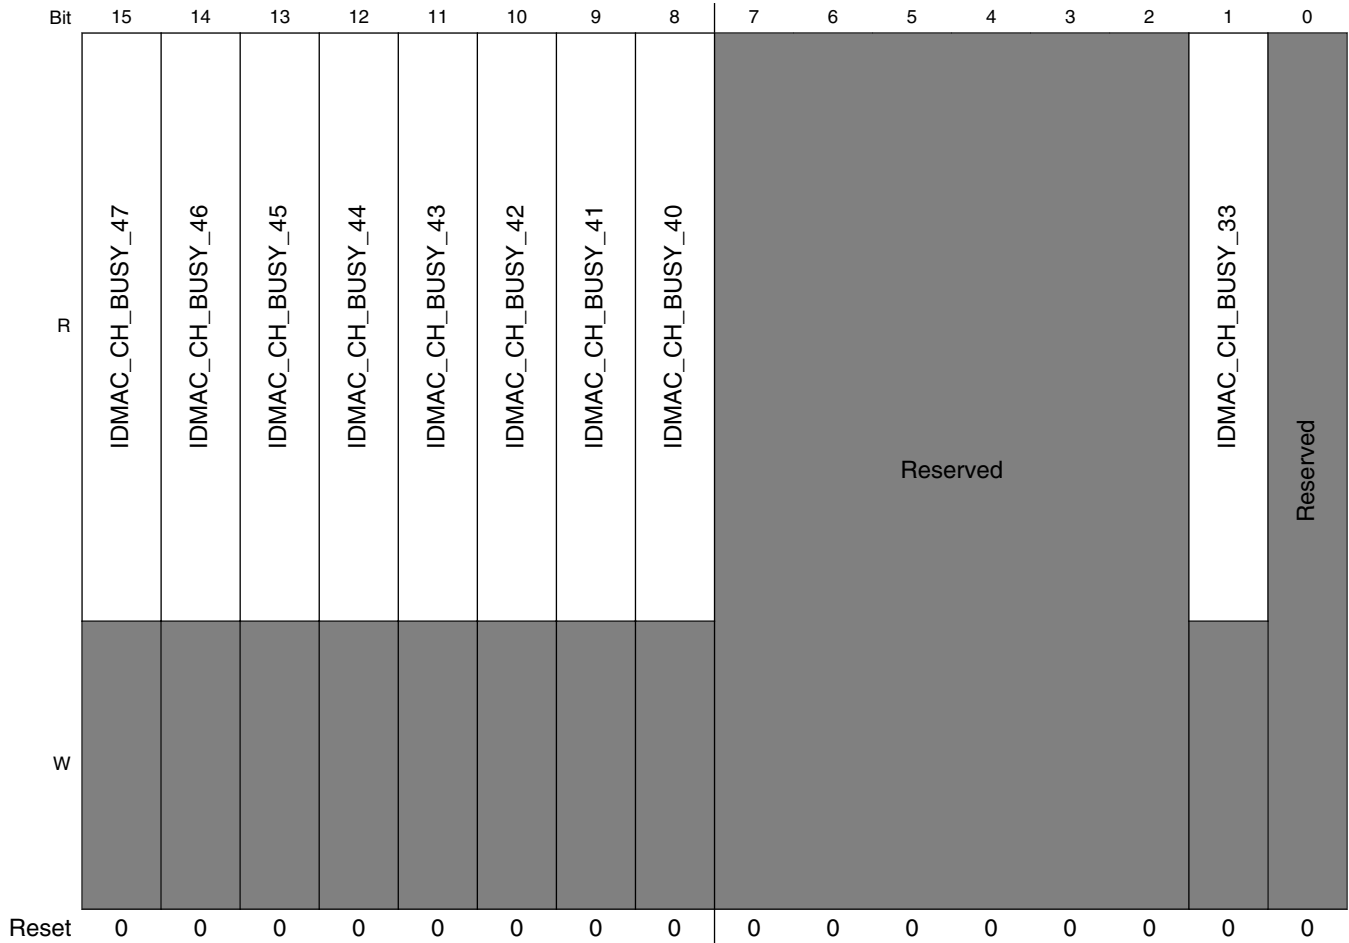 Bit 15 14 13 12 11 10 9 8 7 6 5 4 3 2 1 0
R
IDMAC_CH_BUSY_47
IDMAC_CH_BUSY_46
IDMAC_CH_BUSY_45
IDMAC_CH_BUSY_44
IDMAC_CH_BUSY_43
IDMAC_CH_BUSY_42
IDMAC_CH_BUSY_41
IDMAC_CH_BUSY_40
Reserved
IDMAC_CH_BUSY_33
Reserved
W
Reset 0 0 0 0 0 0 0 0 0 0 0 0 0 0 0 0